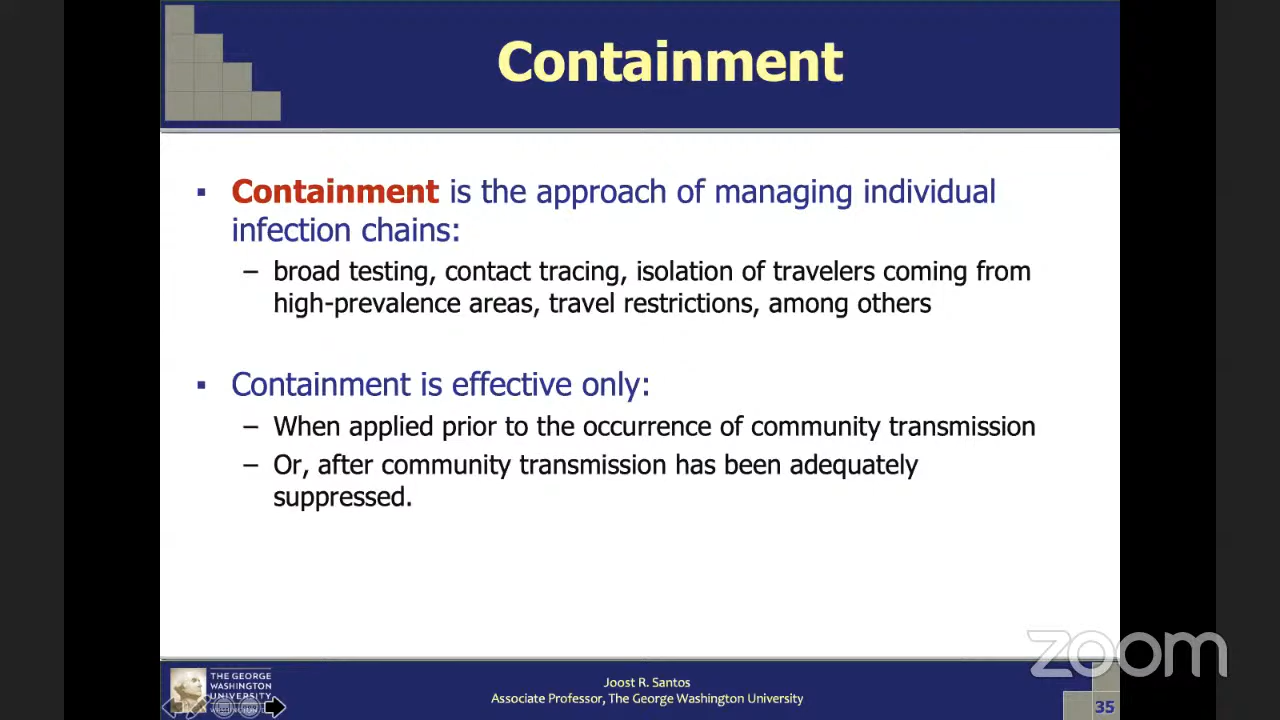 Containment
▪ Containment is the approach of managing individual
infection chains:
– broad testing, contact tracing, isolation of travelers coming from
high-prevalence areas, travel restrictions, among others
▪ Containment is effective only:
– When applied prior to the occurrence of community transmission
– Or, after community transmission has been adequately
suppressed.
zoom
THE GEORGE
WASHINGTON
UNIVERSITY
Joost R. Santos
Associate Professor, The George Washington University
35